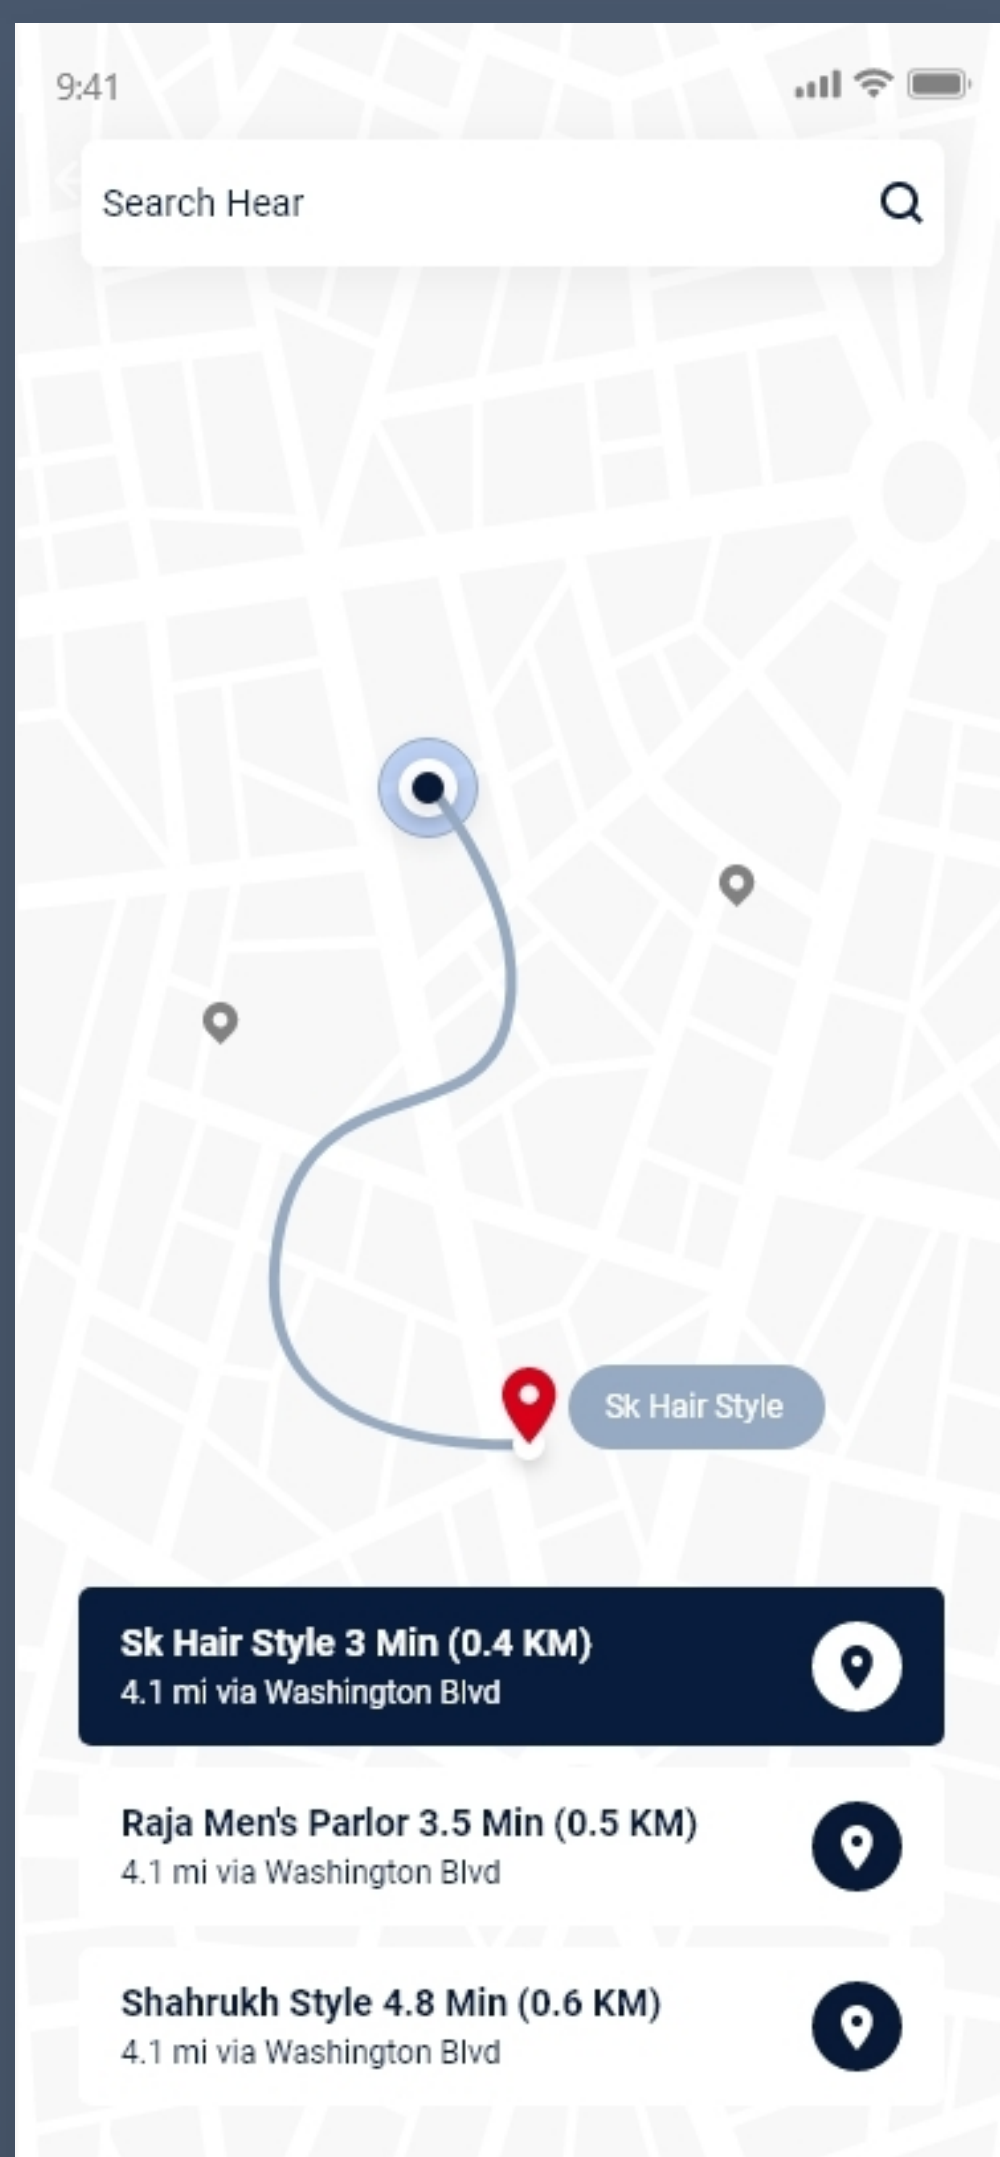 9:41
Search Hear
Sk Hair Style
Sk Hair Style 3 Min (0.4 KM)
4.1 mi via Washington Blvd
Raja Men's Parlor 3.5 Min (0.5 KM)
4.1 mi via Washington Blvd
Shahrukh Style 4.8 Min (0.6 KM)
4.1 mi via Washington Blvd